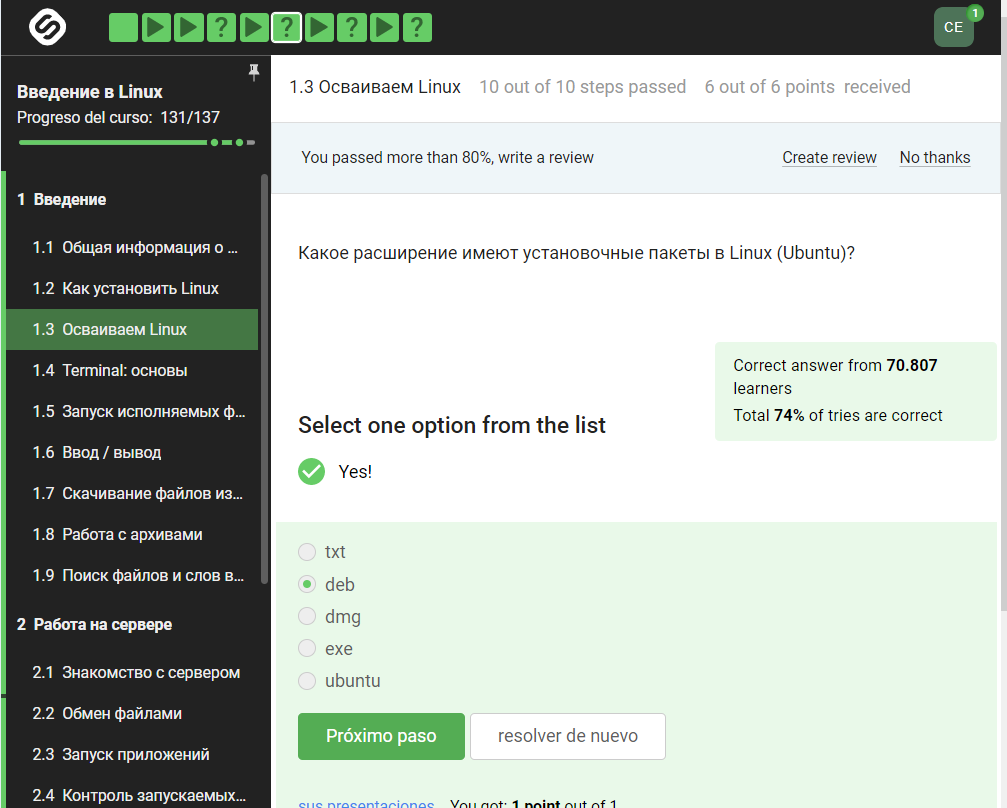 ? ? ? ?
CE
1
Введение в Linux
Progreso del curso: 131/137
1 Введение
1.1 Общая информация о ...
1.2 Как установить Linux
1.3 Осваиваем Linux
1.4 Terminal: основы
1.5 Запуск исполняемых ф...
1.6 Ввод / вывод
1.7 Скачивание файлов из...
1.8 Работа с архивами
1.9 Поиск файлов и слов в...
2 Работа на сервере
2.1 Знакомство с сервером
2.2 Обмен файлами
2.3 Запуск приложений
2.4 Контроль запускаемых...
1.3 Осваиваем Linux 10 out of 10 steps passed 6 out of 6 points received
You passed more than 80%, write a review Create review No thanks
Какое расширение имеют установочные пакеты в Linux (Ubuntu)?
Correct answer from 70.807
learners
Total 74% of tries are correct
Select one option from the list
Yes!
txt
deb
dmg
exe
ubuntu
Próximo paso resolver de nuevo
sus presentaciones You got: 1 point out of 1